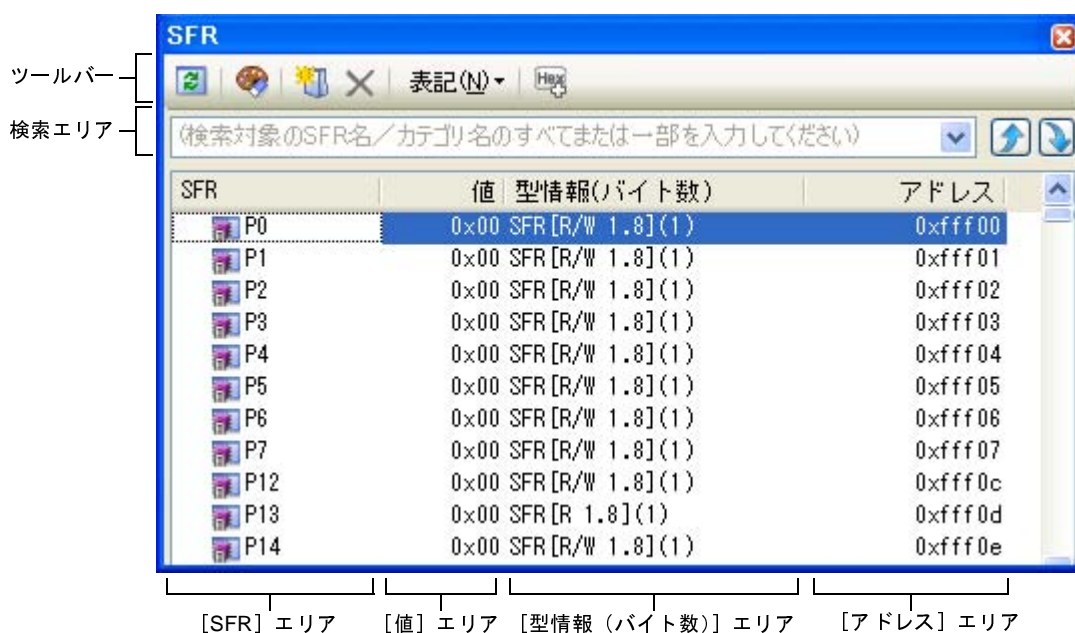 SFR
ツールバー
表記(N)
Hex
検索エリア
(検索対象のSFR名／カテゴリ名のすべてまたは一部を入力してください)
SFR 値 型情報(バイト数) アドレス
P0 0x00 SFR[R/W 1.8](1) 0xfff00
P1 0x00 SFR[R/W 1.8](1) 0xfff01
P2 0x00 SFR[R/W 1.8](1) 0xfff02
P3 0x00 SFR[R/W 1.8](1) 0xfff03
P4 0x00 SFR[R/W 1.8](1) 0xfff04
P5 0x00 SFR[R/W 1.8](1) 0xfff05
P6 0x00 SFR[R/W 1.8](1) 0xfff06
P7 0x00 SFR[R/W 1.8](1) 0xfff07
P12 0x00 SFR[R/W 1.8](1) 0xfff0c
P13 0x00 SFR[R 1.8](1) 0xfff0d
P14 0x00 SFR[R/W 1.8](1) 0xfff0e
［SFR］エリア ［値］エリア ［型情報（バイト数）］エリア ［アドレス］エリア